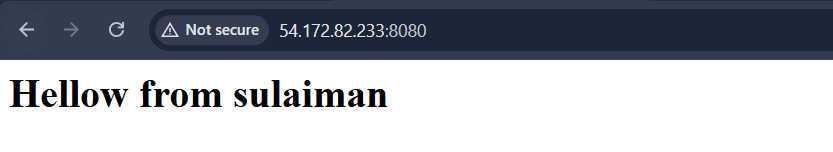 Not secure 54.172.82.233:8080
Hellow from sulaiman